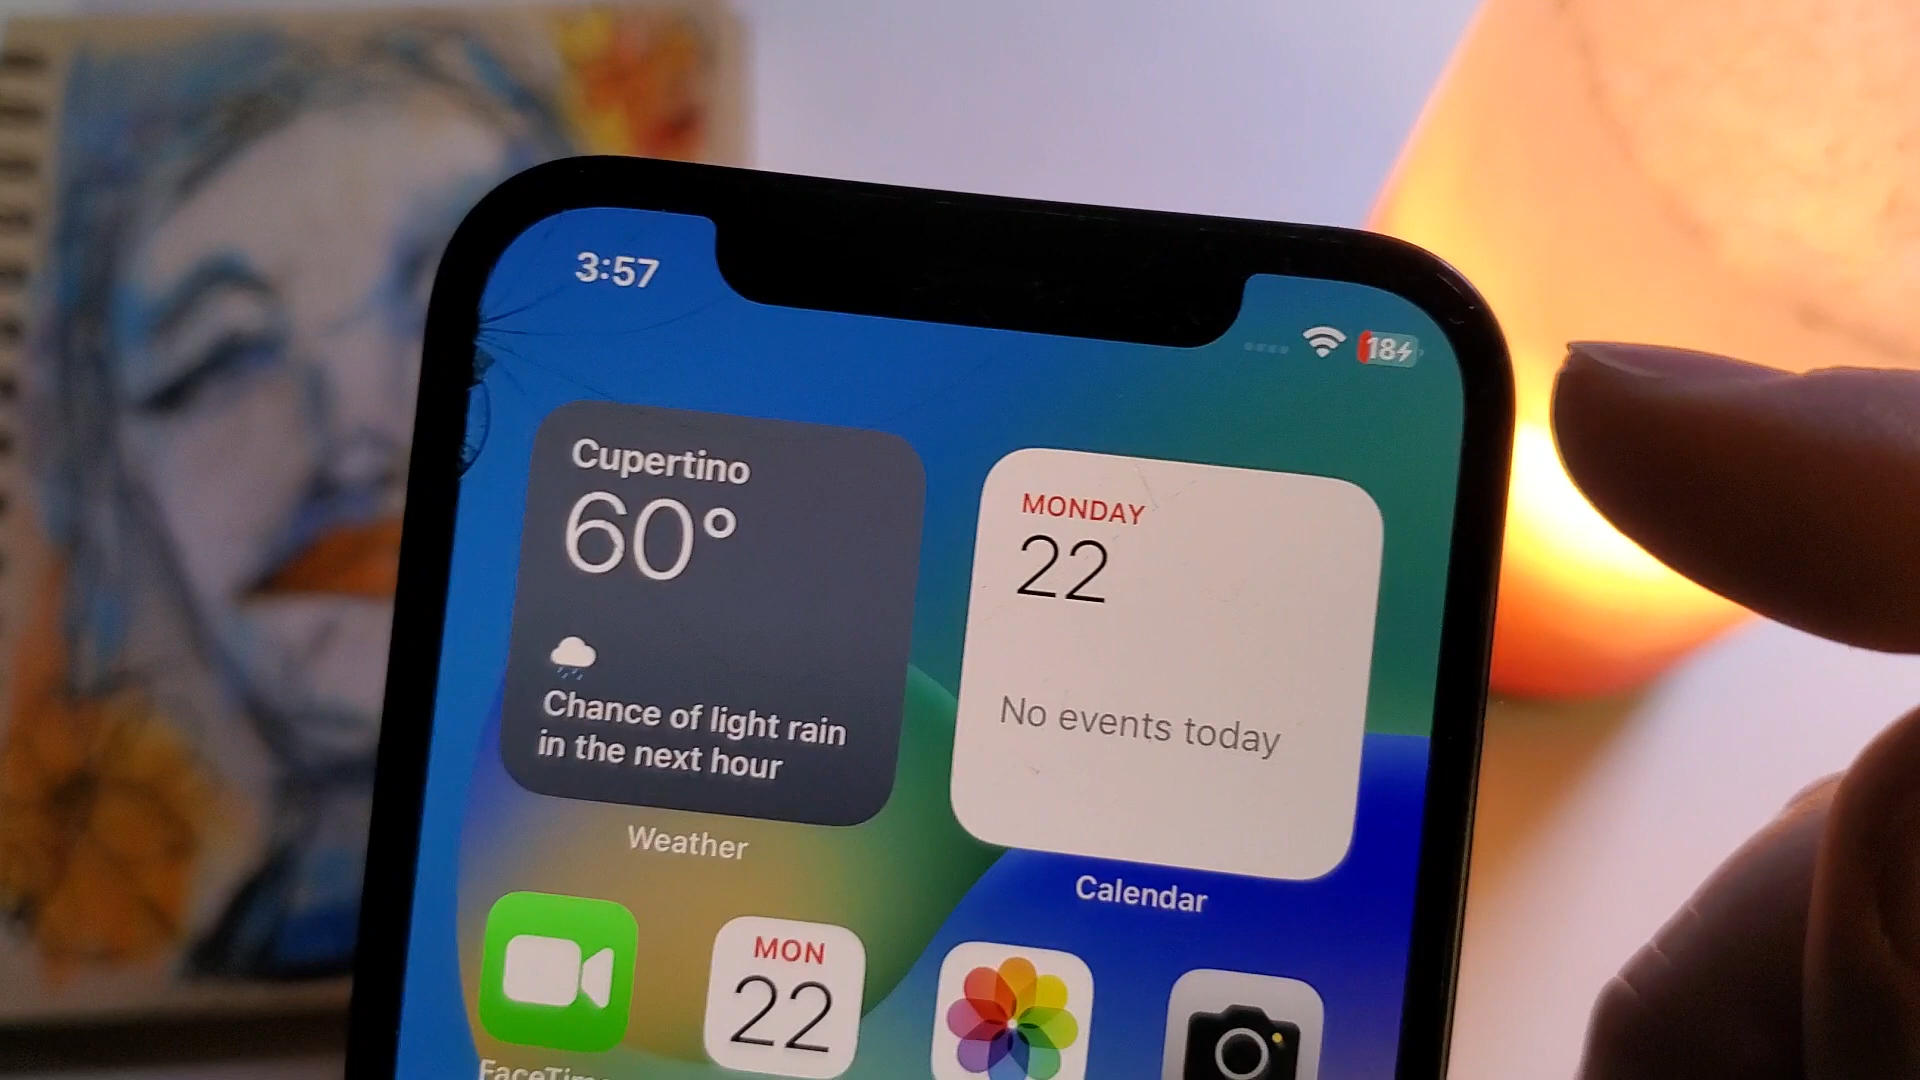 3:57
18
Cupertino
60°
Chance of light rain
in the next hour
Weather
MONDAY
22
No events today
Calendar
MON
22
FaceTime